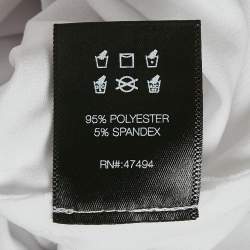 95% POLYESTER
5% SPANDEX
RN#:47494